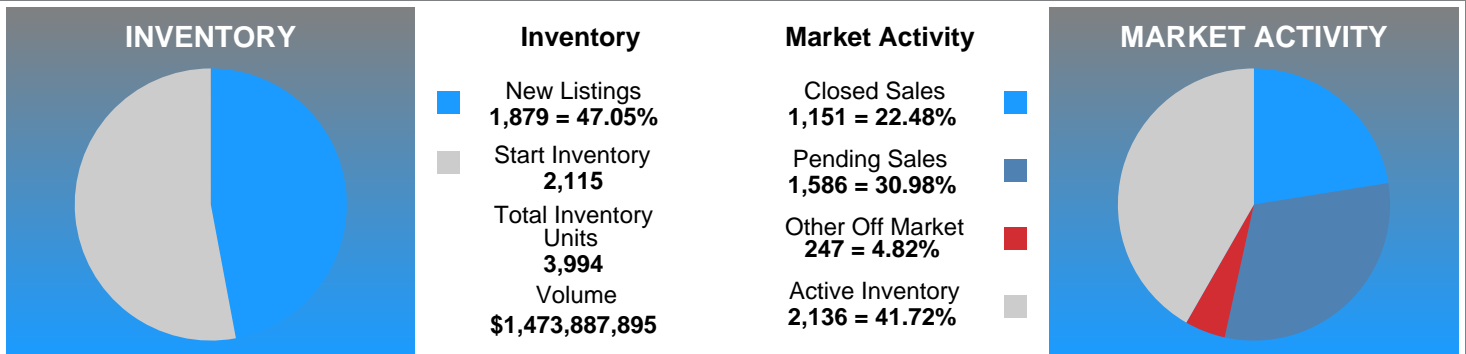 INVENTORY
Inventory
New Listings
1,879 = 47.05%
Start Inventory
2,115
Total Inventory
Units
3,994
Volume
$1,473,887,895
Market Activity
Closed Sales
1,151 = 22.48%
Pending Sales
1,586 = 30.98%
Other Off Market
247 = 4.82%
Active Inventory
2,136 = 41.72%
MARKET ACTIVITY